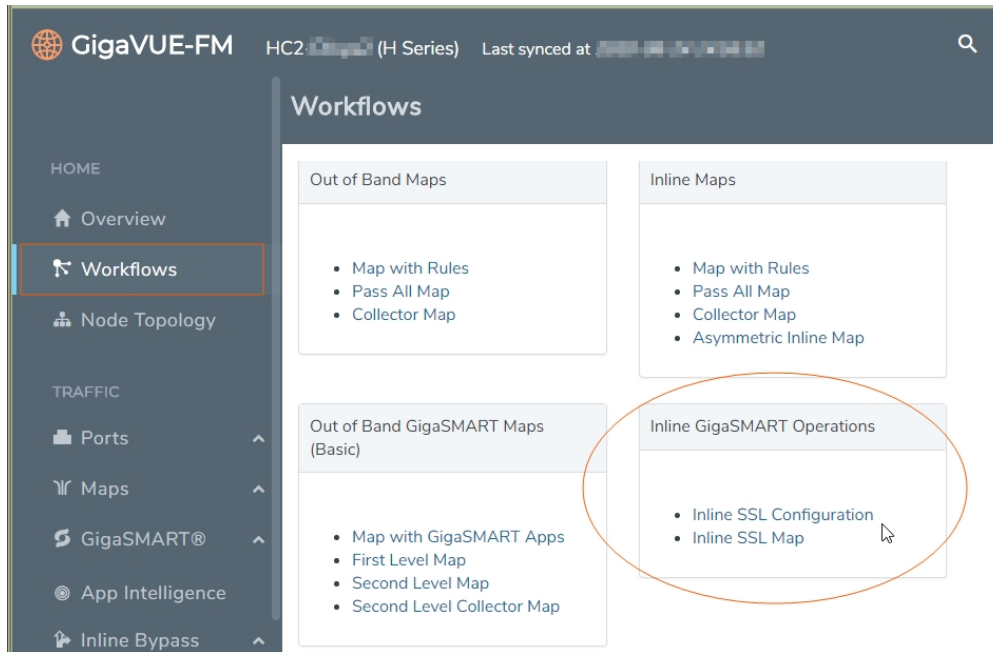 GigaVUE-FM
HC2 (H Series) Last synced at
Workflows
HOME
Overview
Workflows
Node Topology
TRAFFIC
Ports
Maps
GigaSMART®
App Intelligence
Inline Bypass
Out of Band Maps
• Map with Rules
• Pass All Map
• Collector Map
Inline Maps
• Map with Rules
• Pass All Map
• Collector Map
• Asymmetric Inline Map
Out of Band GigaSMART Maps
(Basic)
• Map with GigaSMART Apps
• First Level Map
• Second Level Map
• Second Level Collector Map
Inline GigaSMART Operations
• Inline SSL Configuration
• Inline SSL Map